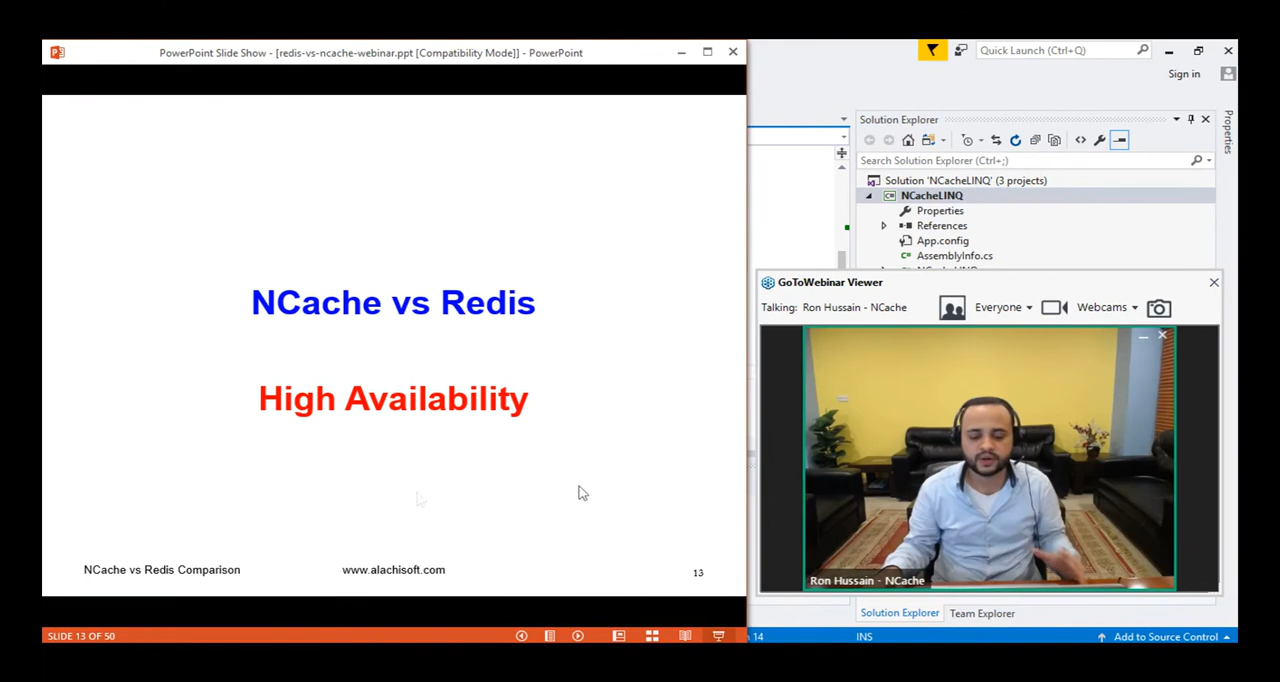 PowerPoint Slide Show - [redis-vs-ncache-webinar.ppt [Compatibility Mode]] - PowerPoint
NCache vs Redis
High Availability
NCache vs Redis Comparison
www.alachisoft.com
13
SLIDE 13 OF 50
Quick Launch (Ctrl+Q)
Sign in
Solution Explorer
Search Solution Explorer (Ctrl+;)
Solution 'NCacheLINQ' (3 projects)
NCacheLINQ
Properties
References
App.config
AssemblyInfo.cs
Properties
GoToWebinar Viewer
Talking: Ron Hussain - NCache
Everyone
Webcams
Ron Hussain - NCache
Solution Explorer
Team Explorer
14
INS
Add to Source Control